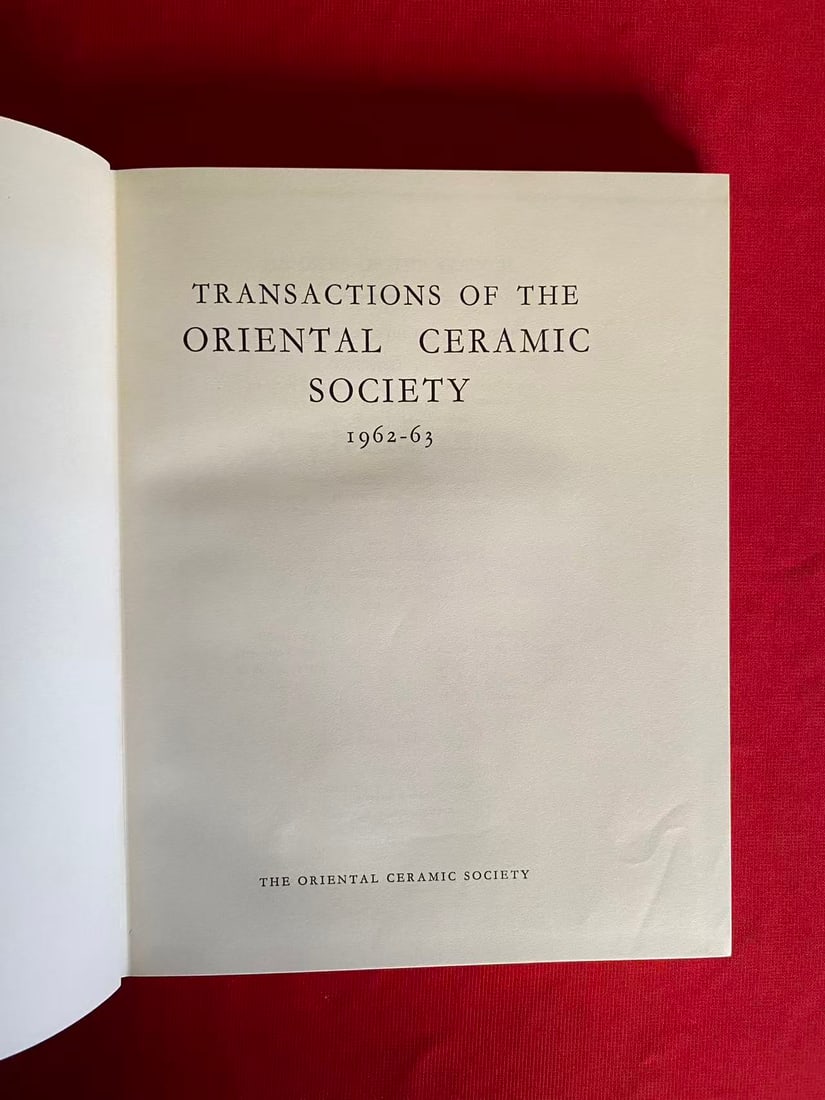 TRANSACTIONS OF THE
ORIENTAL CERAMIC
SOCIETY
1962-63
THE ORIENTAL CERAMIC SOCIETY